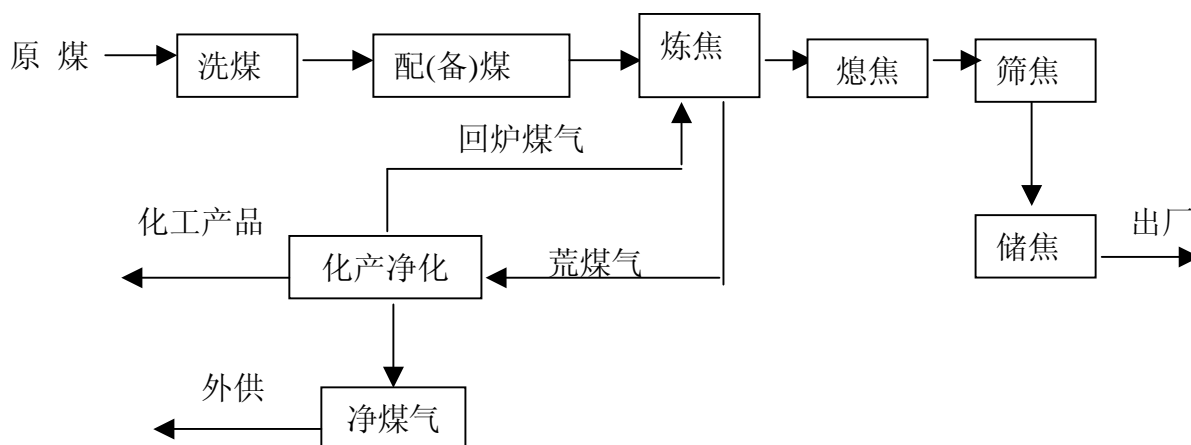 原 煤
洗煤
配(备)煤
炼焦
熄焦
筛焦
回炉煤气
化工产品
化产净化
荒煤气
储焦
出厂
外供
净煤气